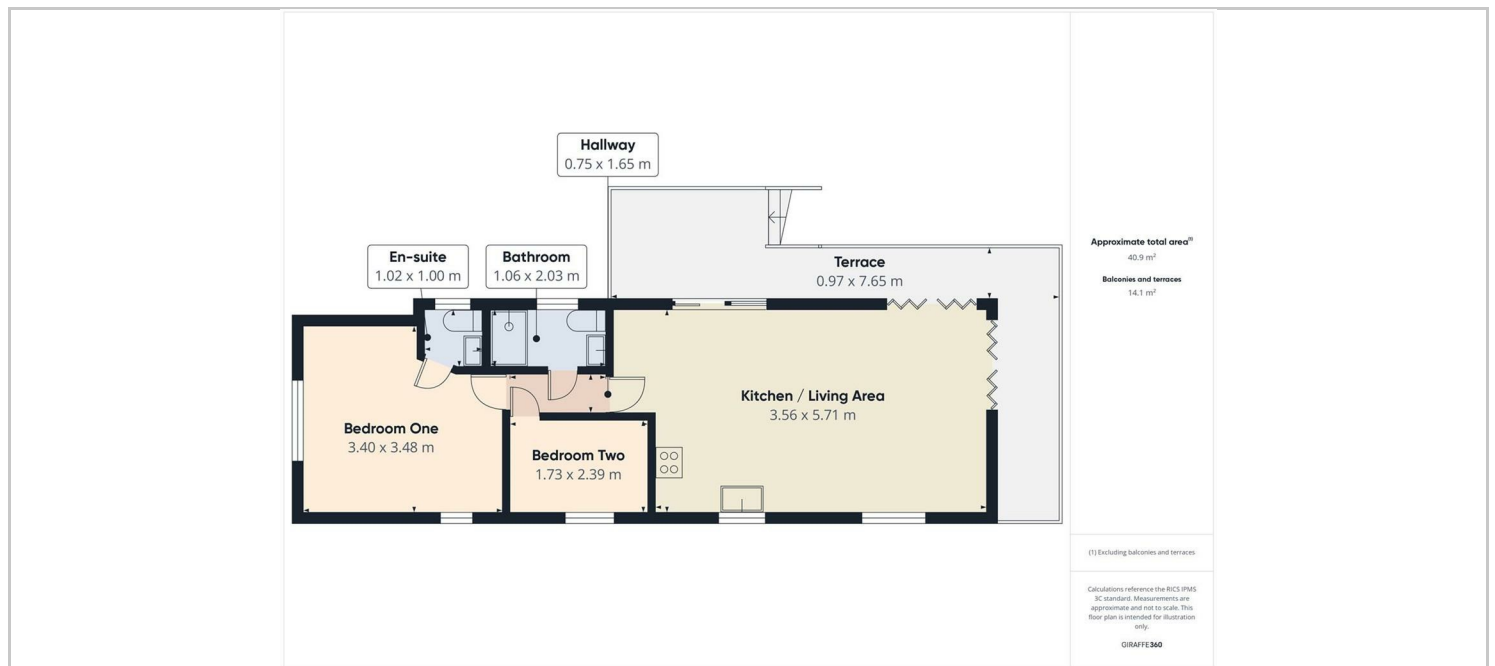 Hallway
0.75 x 1.65 m
En-suite
1.02 x 1.00 m
Bathroom
1.06 x 2.03 m
Terrace
0.97 x 7.65 m
Kitchen / Living Area
3.56 x 5.71 m
Bedroom One
3.40 x 3.48 m
Bedroom Two
1.73 x 2.39 m
Approximate total area(1)
40.9 m²
Balconies and terraces
14.1 m²
(1) Excluding balconies and terraces
Calculations reference the RICS IPMS
3C standard. Measurements are
approximate and not to scale. This
floor plan is intended for illustration
only.
GIRAFFE360